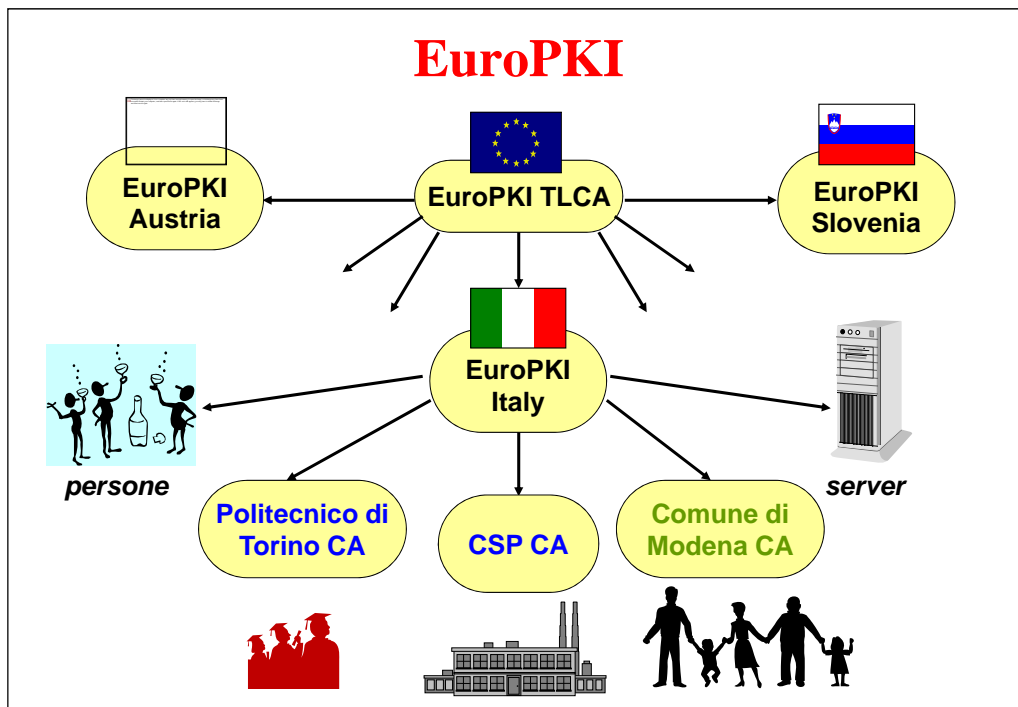 EuroPKI
EuroPKI
Austria
EuroPKI TLCA
EuroPKI
Slovenia
EuroPKI
Italy
persone
server
Politecnico di
Torino CA
CSP CA
Comune di
Modena CA